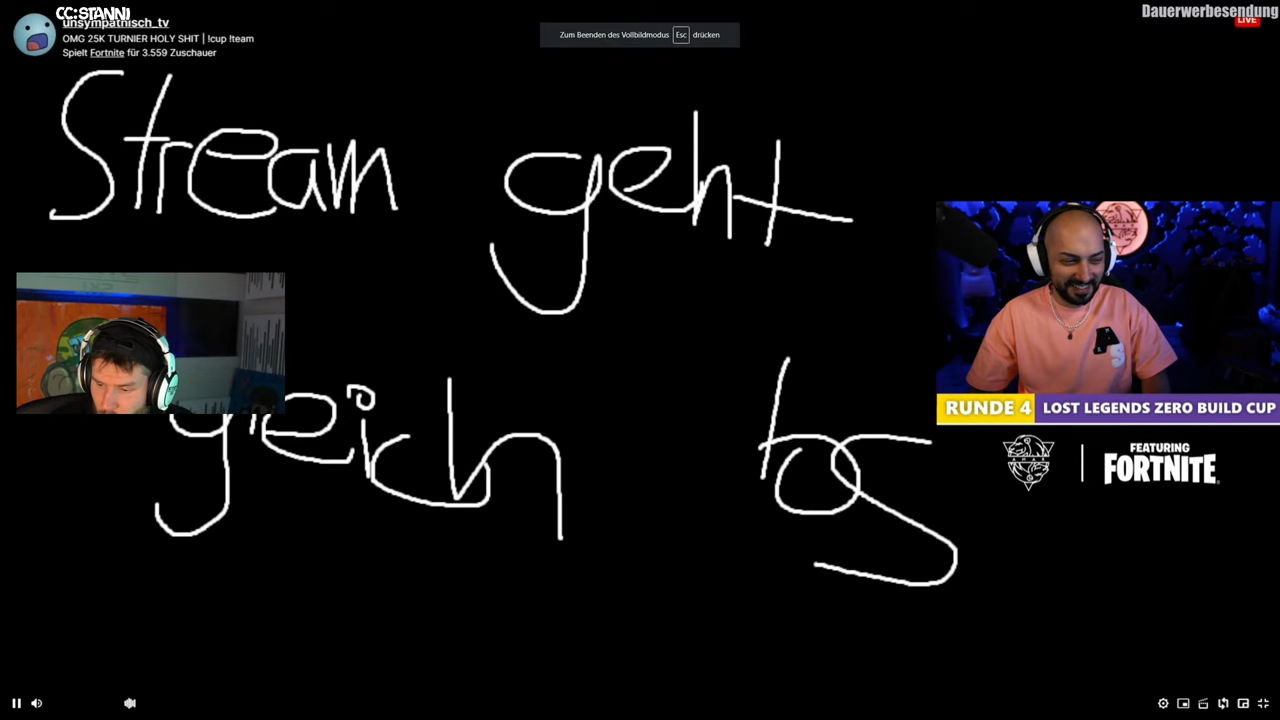 CC:STANNI
unsympathisch_tv
OMG 25K TURNIER HOLY SHIT | !cup !team
Spielt Fortnite für 3.559 Zuschauer
Zum Beenden des Vollbildmodus Esc drücken
Dauerwerbesendung
LIVE
Stream geht
gleich los
RUNDE 4 LOST LEGENDS ZERO BUILD CUP
AMAR
FEATURING
FORTNITE